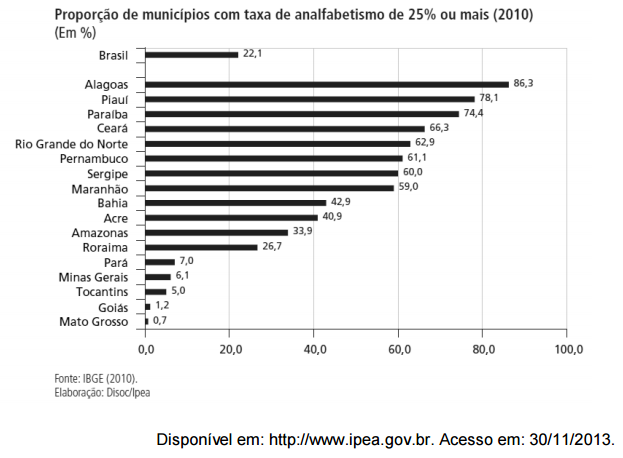 Proporção de municípios com taxa de analfabetismo de 25% ou mais (2010)
(Em %)
Brasil 22,1
Alagoas 86,3
Piauí 78,1
Paraíba 74,4
Ceará 66,3
Rio Grande do Norte 62,9
Pernambuco 61,1
Sergipe 60,0
Maranhão 59,0
Bahia 42,9
Acre 40,9
Amazonas 33,9
Roraima 26,7
Pará 7,0
Minas Gerais 6,1
Tocantins 5,0
Goiás 1,2
Mato Grosso 0,7
0,0 20,0 40,0 60,0 80,0 100,0
Fonte: IBGE (2010).
Elaboração: Disoc/Ipea
Disponível em: http://www.ipea.gov.br. Acesso em: 30/11/2013.